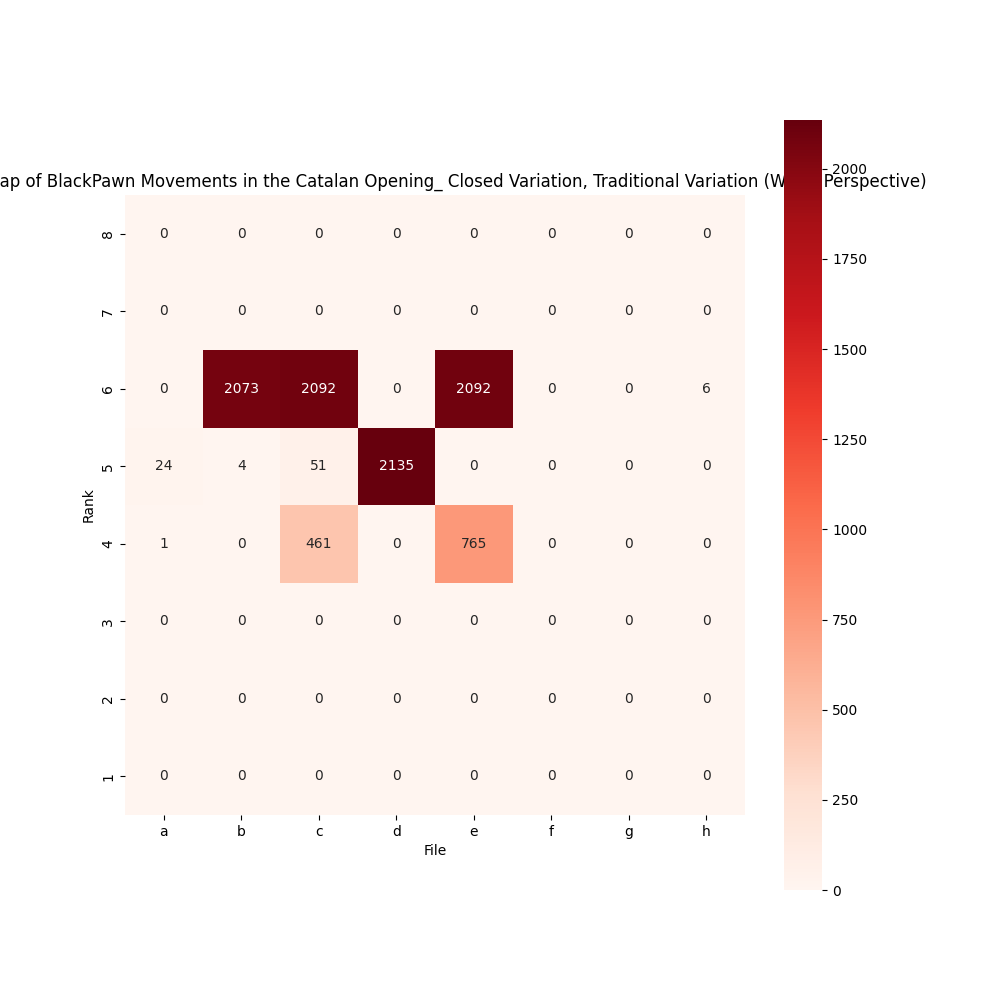 ap of BlackPawn Movements in the Catalan Opening_ Closed Variation, Traditional Variation (W Perspective)
8 0 0 0 0 0 0 0 0
7 0 0 0 0 0 0 0 0
6 0 2073 2092 0 2092 0 0 6
5 24 4 51 2135 0 0 0 0
4 1 0 461 0 765 0 0 0
3 0 0 0 0 0 0 0 0
2 0 0 0 0 0 0 0 0
1 0 0 0 0 0 0 0 0
a b c d e f g h
File
Rank
2000
1750
1500
1250
1000
750
500
250
0